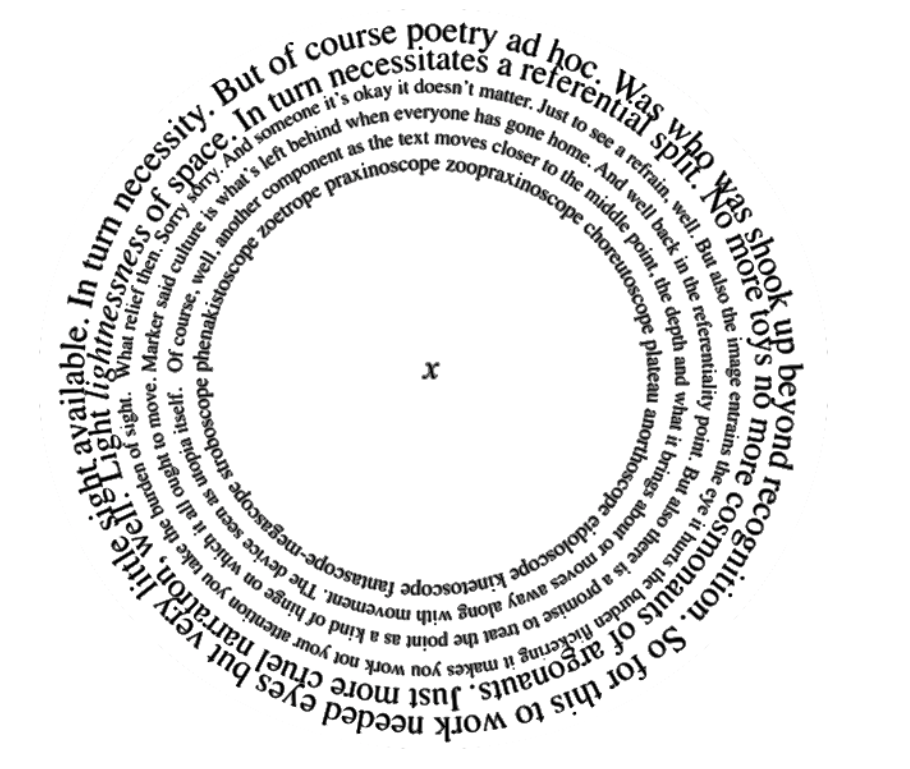 In turn necessity. But of course poetry ad hoc. Was who was shook up beyond recognition. So for this to work needed eyes but very little sight available.
Light lightnessness of space. In turn necessitates a referential split. No more toys no more cosmonauts of argonauts. Just more cruel narration, well.
What relief then. Sorry sorry. And someone it's okay it doesn't matter. Just to see a refrain, well. But also the image entrains the eye it hurts the burden flickering it makes you work not your attention you take the burden of sight.
Marker said culture is what's left behind when everyone has gone home. And well back in the referentiality point. But also there is a promise to treat the point as a kind of hinge on which it all ought to move.
Of course, well, another component as the text moves closer to the middle point, the depth and what it brings about or moves away along with movement. The device seen as utopia itself.
phenakistoscope zoetrope praxinoscope zoopraxinoscope choreutoscope plateau anorthoscope eidoloscope kinetoscope fantascope-megascope stroboscope
x